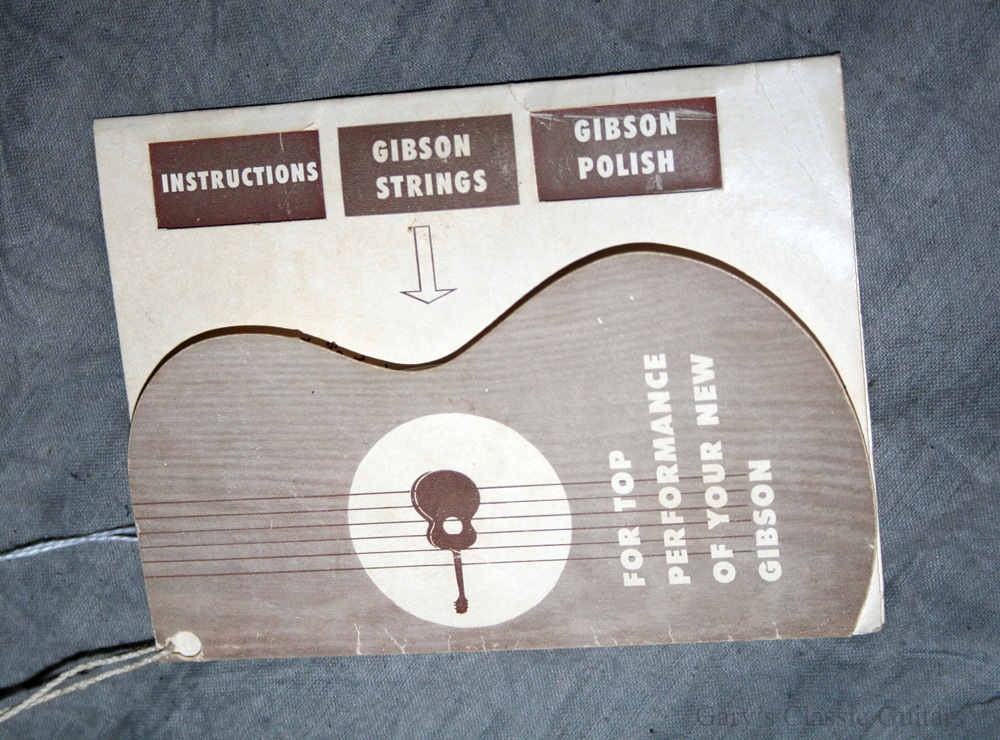 INSTRUCTIONS
GIBSON
STRINGS
GIBSON
POLISH
FOR TOP
PERFORMANCE
OF YOUR NEW
GIBSON
Gary's Classic Guitars